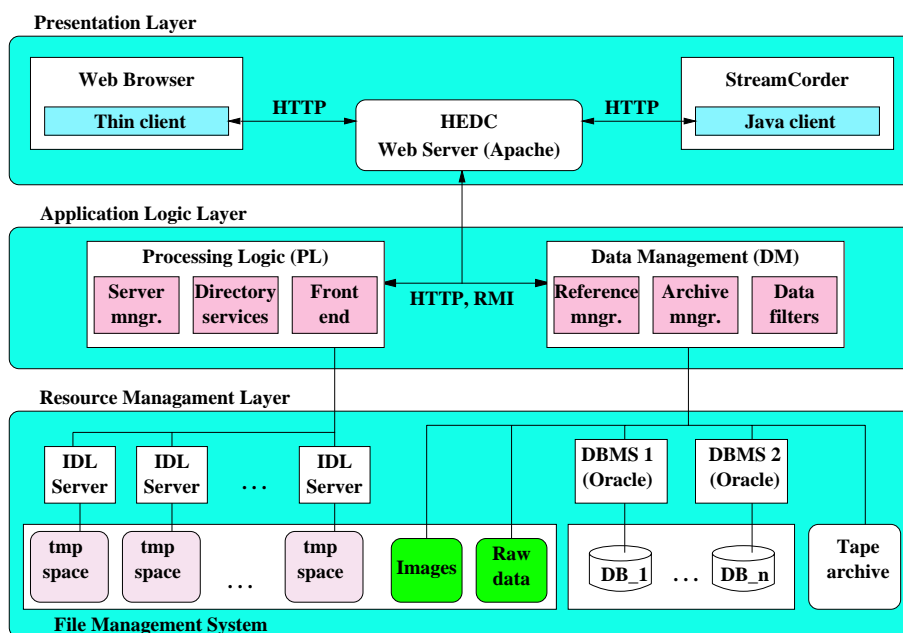 Presentation Layer
Web Browser
Thin client
HTTP
HEDC
Web Server (Apache)
HTTP
StreamCorder
Java client
Application Logic Layer
Processing Logic (PL)
Server
mngr.
Directory
services
Front
end
HTTP, RMI
Data Management (DM)
Reference
mngr.
Archive
mngr.
Data
filters
Resource Managament Layer
IDL
Server
IDL
Server
...
IDL
Server
DBMS 1
(Oracle)
DBMS 2
(Oracle)
tmp
space
tmp
space
...
tmp
space
Images
Raw
data
DB_1
...
DB_n
Tape
archive
File Management System